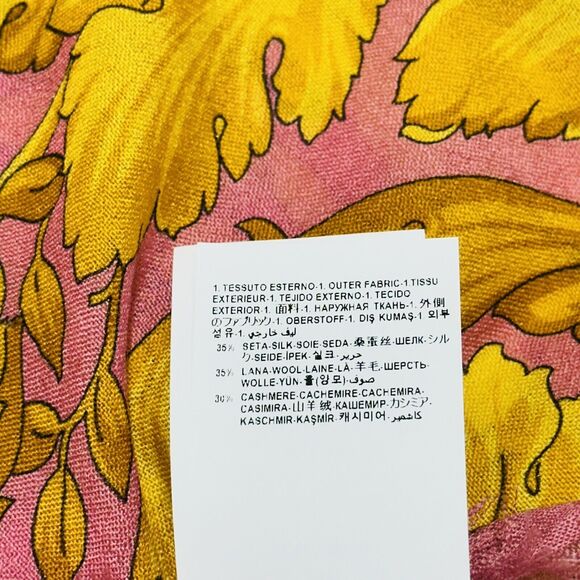 1. TESSUTO ESTERNO-1. OUTER FABRIC-1.TISSU
EXTERIEUR-1. TEJIDO EXTERNO-1. TECIDO
EXTERIOR-1. 面料-1. НАРУЖНАЯ ТКАНЬ-1. 外側
のファブリック-1. OBERSTOFF-1. DIŞ KUMAŞ-1. 외부
섬유-1. ليف خارجي
35% SETA-SILK-SOIE-SEDA-桑蚕丝-ШЕЛК-シル
ク-SEIDE-İPEK-실크-حرير
35% LANA-WOOL-LAINE-LÃ-羊毛-ШЕРСТЬ-
WOLLE-YÜN-울(양모)-صوف
30% CASHMERE-CACHEMIRE-CACHEMIRA-
CASIMIRA-山羊绒-КАШЕМИР-カシミア-
KASCHMIR-KAŞMİR-캐시미어-كاشمير